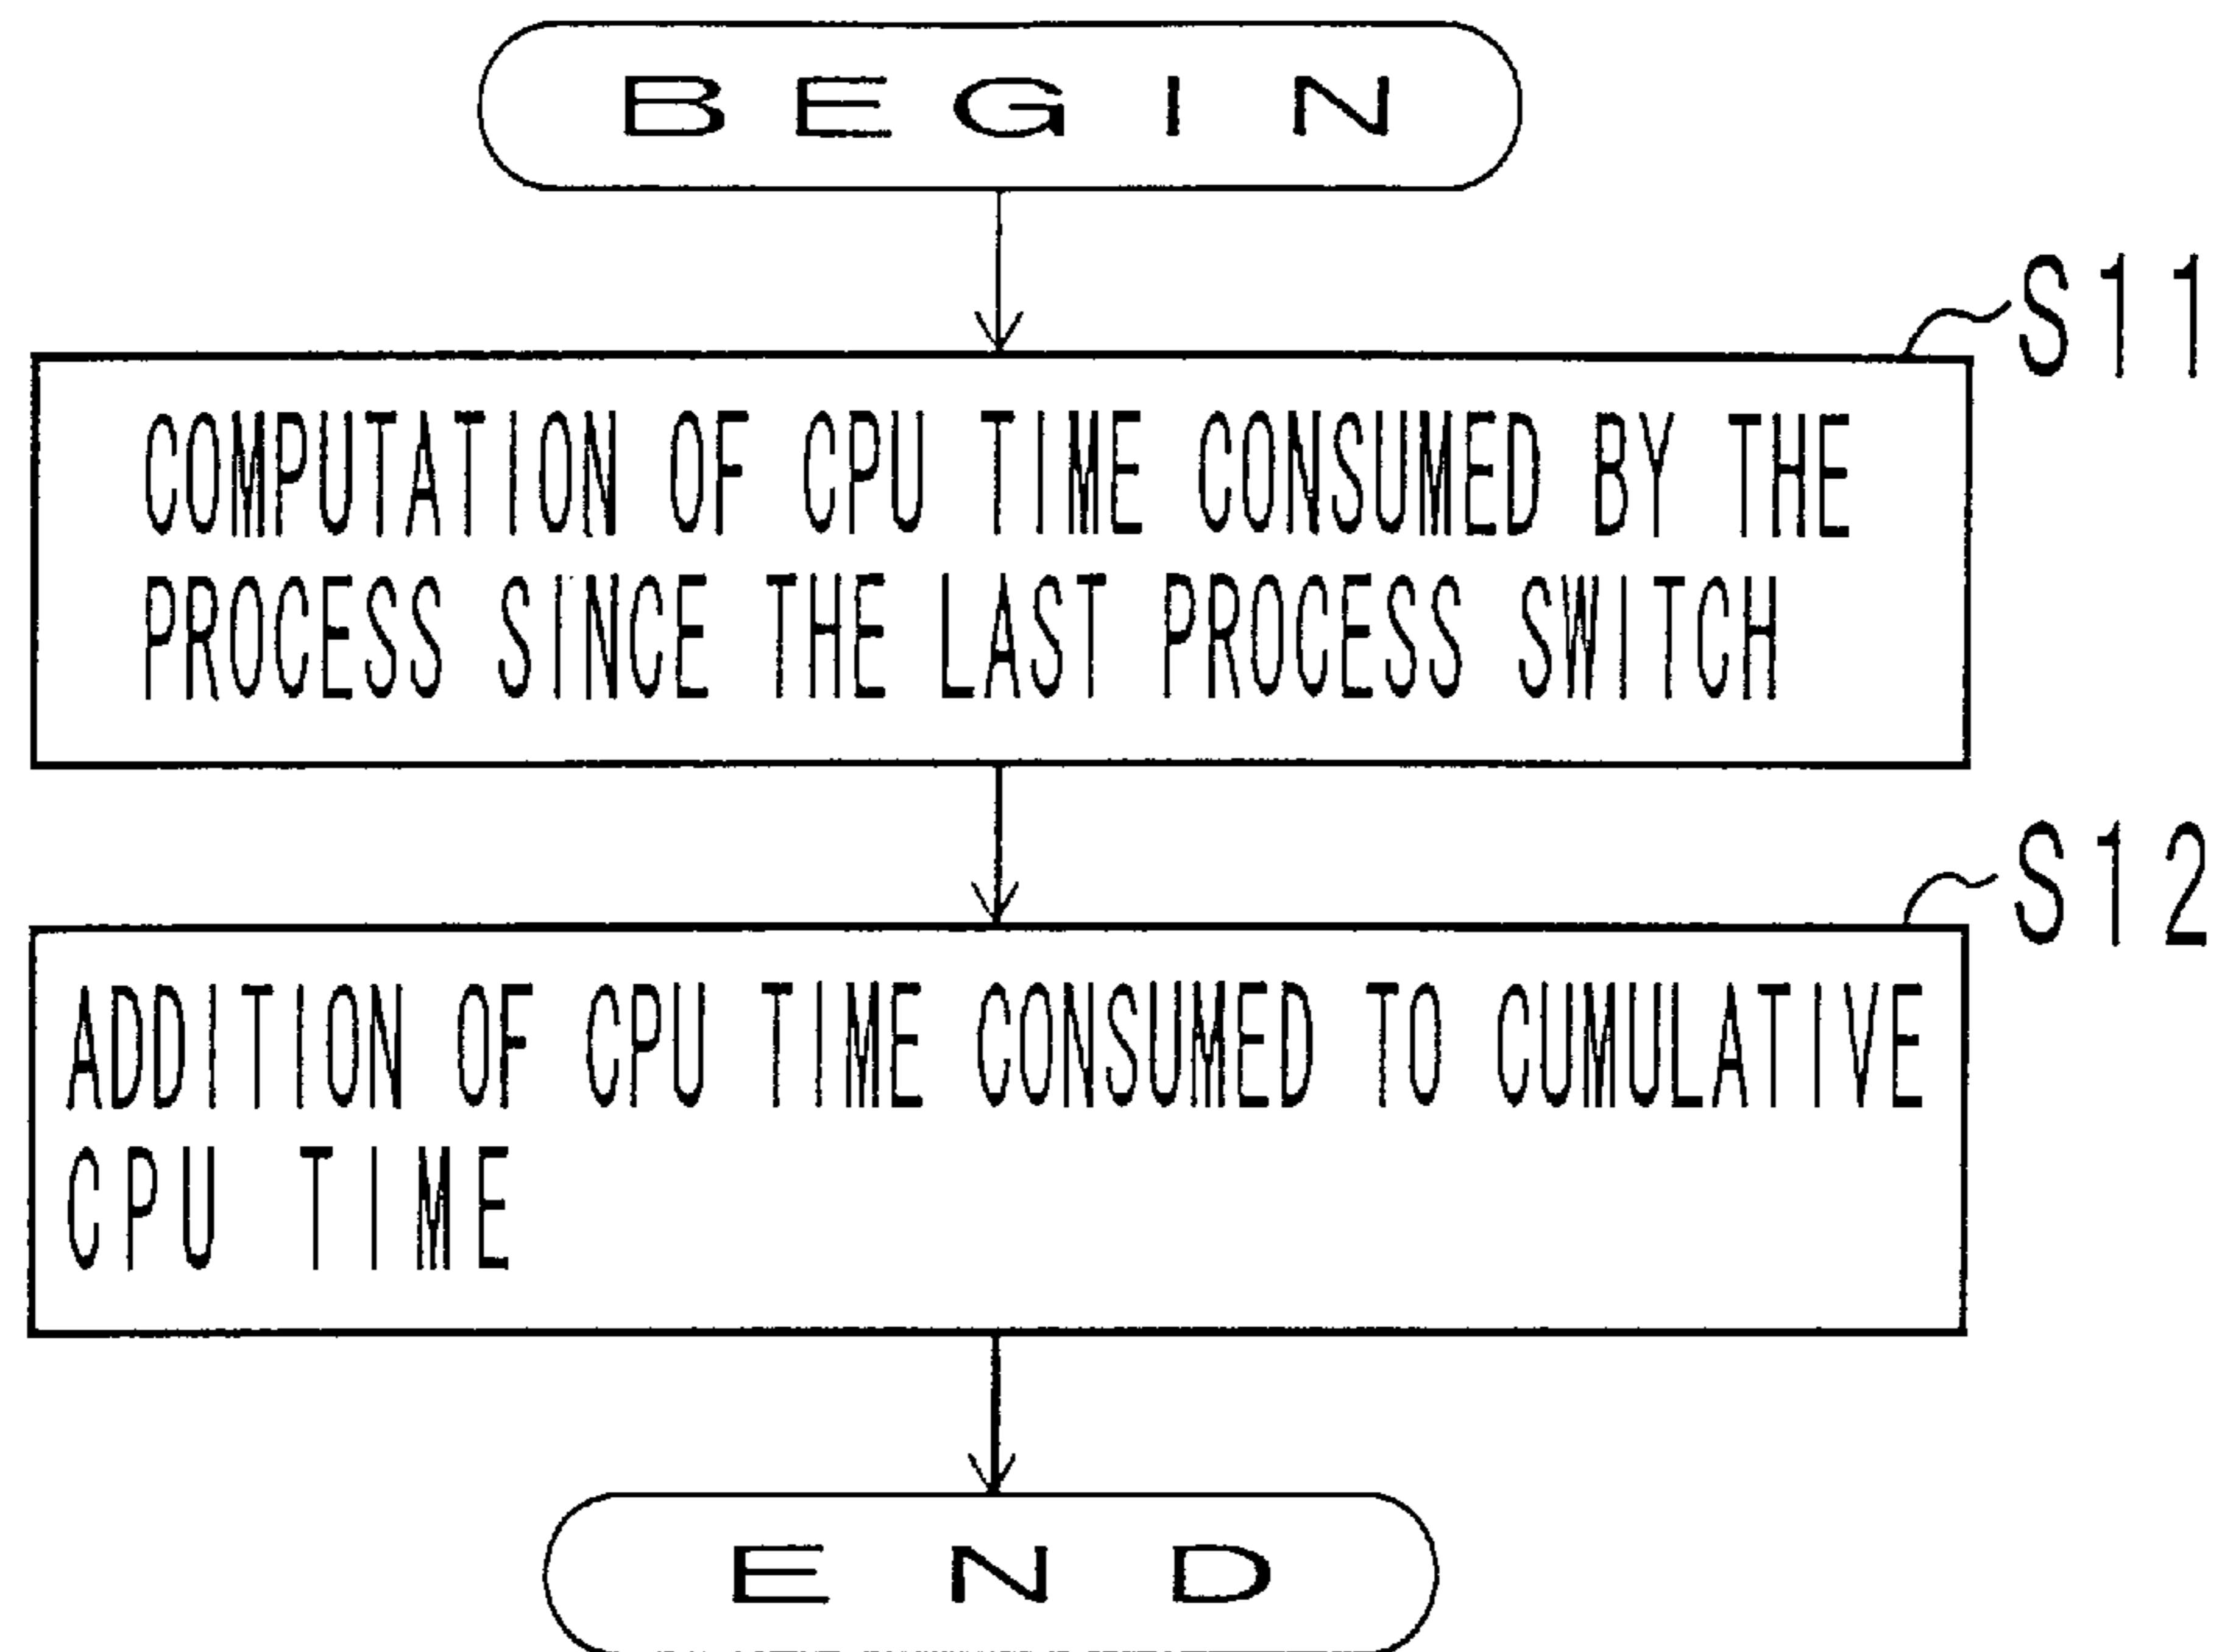 BEGIN
S11
COMPUTATION OF CPU TIME CONSUMED BY THE
PROCESS SINCE THE LAST PROCESS SWITCH
S12
ADDITION OF CPU TIME CONSUMED TO CUMULATIVE
CPU TIME
END